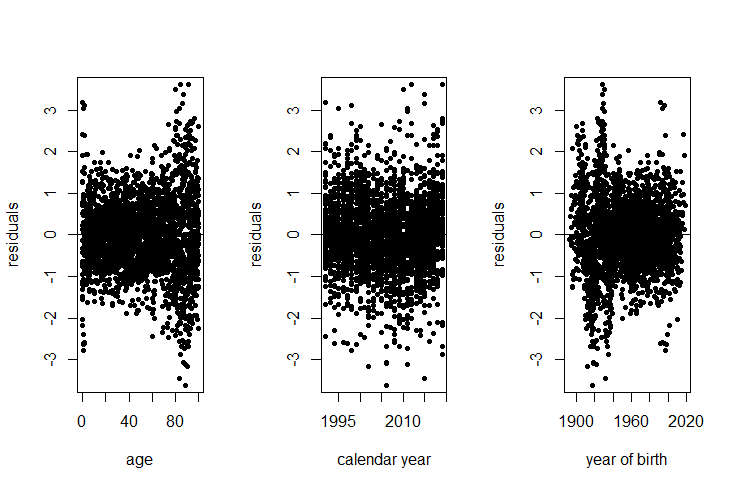 residuals
-3 -2 -1 0 1 2 3
0 40 80
age
residuals
-3 -2 -1 0 1 2 3
1995 2010
calendar year
residuals
-3 -2 -1 0 1 2 3
1900 1960 2020
year of birth